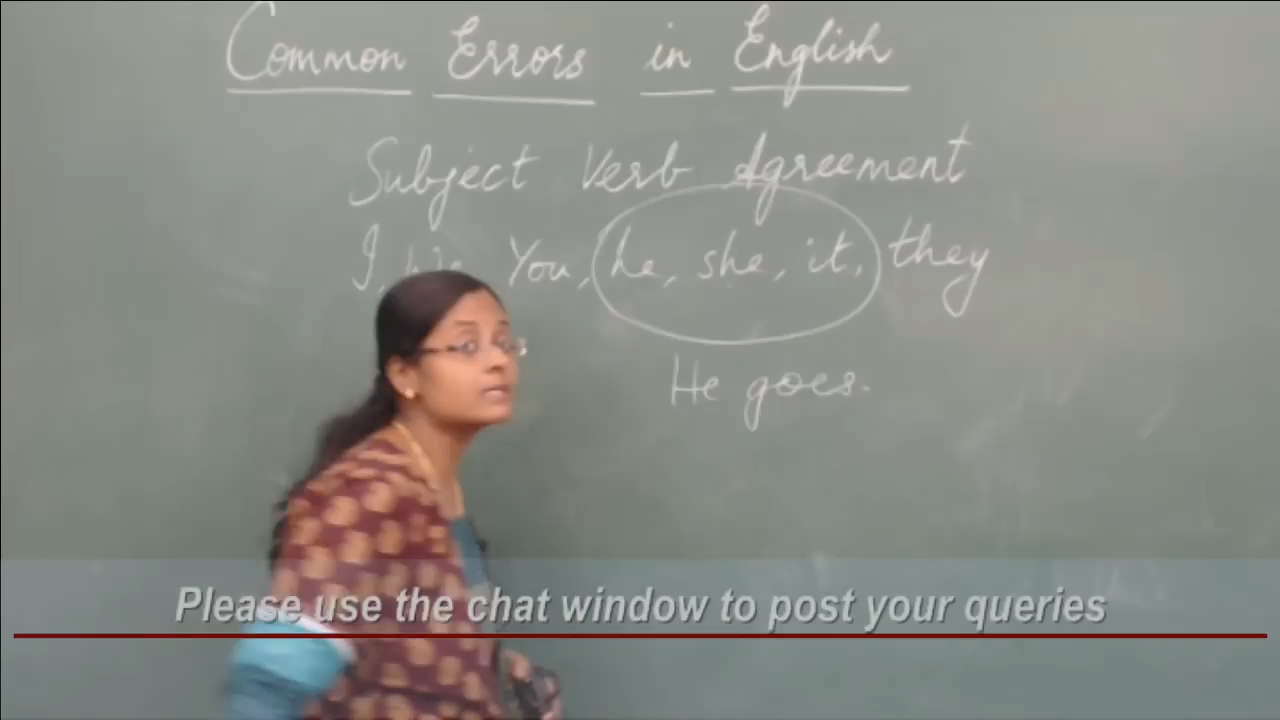 Common Errors in English
Subject Verb Agreement
I, We You, he, she, it, they
He goes.
Please use the chat window to post your queries